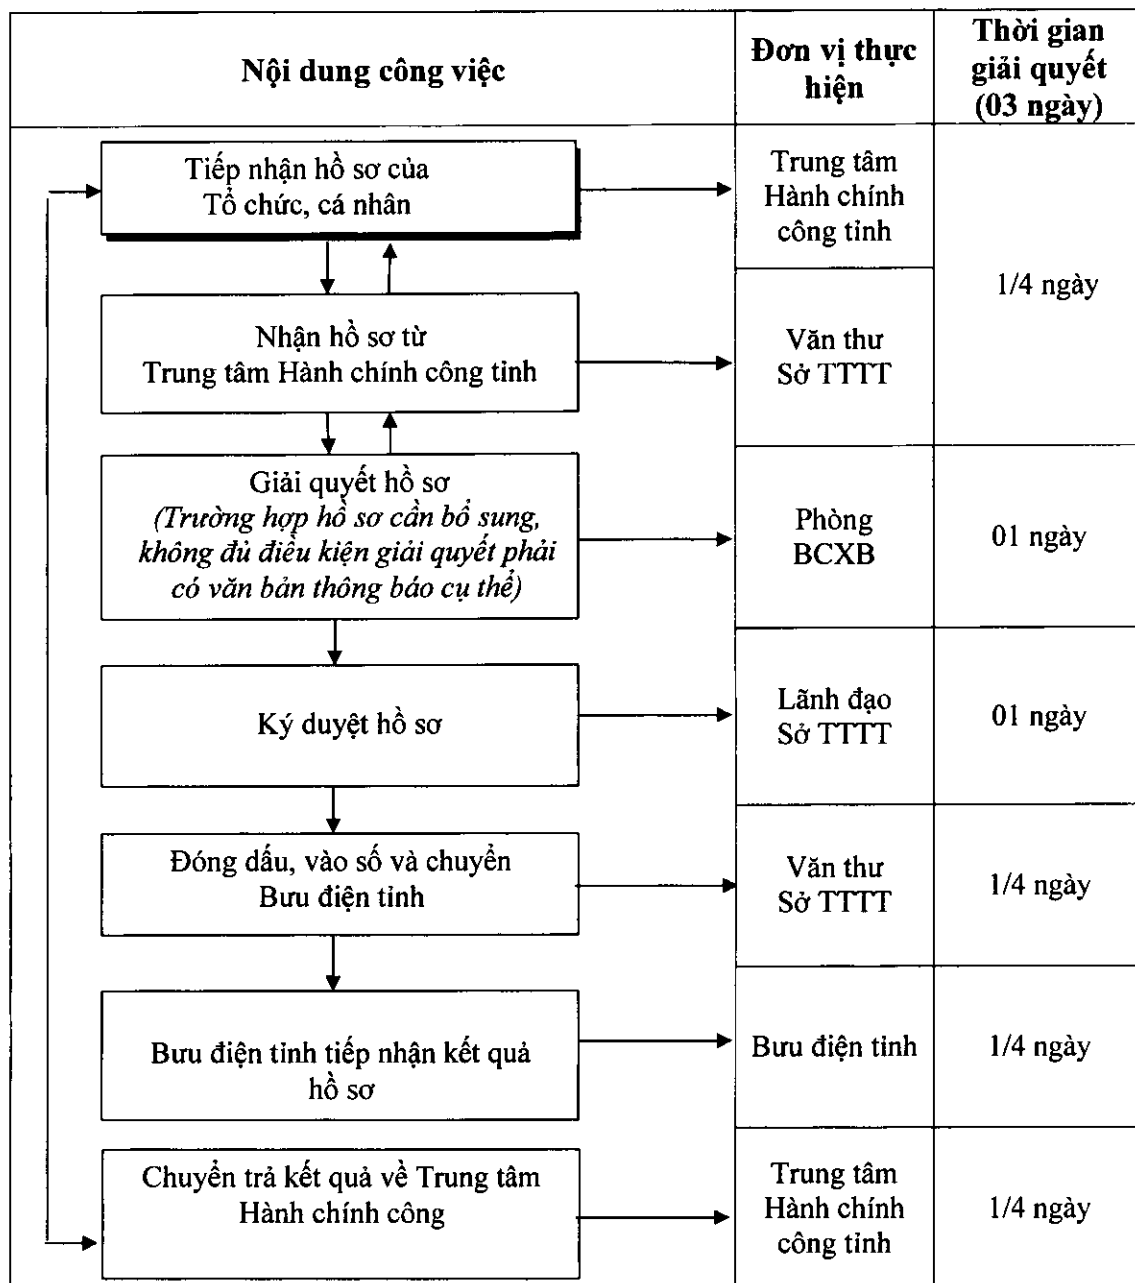 Nội dung công việc
Đơn vị thực
hiện
Thời gian
giải quyết
(03 ngày)
Tiếp nhận hồ sơ của
Tổ chức, cá nhân
Trung tâm
Hành chính
công tỉnh
1/4 ngày
Nhận hồ sơ từ
Trung tâm Hành chính công tỉnh
Văn thư
Sở TTTT
Giải quyết hồ sơ
(Trường hợp hồ sơ cần bổ sung,
không đủ điều kiện giải quyết phải
có văn bản thông báo cụ thể)
Phòng
BCXB
01 ngày
Ký duyệt hồ sơ
Lãnh đạo
Sở TTTT
01 ngày
Đóng dấu, vào số và chuyển
Bưu điện tỉnh
Văn thư
Sở TTTT
1/4 ngày
Bưu điện tỉnh tiếp nhận kết quả
hồ sơ
Bưu điện tỉnh
1/4 ngày
Chuyển trả kết quả về Trung tâm
Hành chính công
Trung tâm
Hành chính
công tỉnh
1/4 ngày